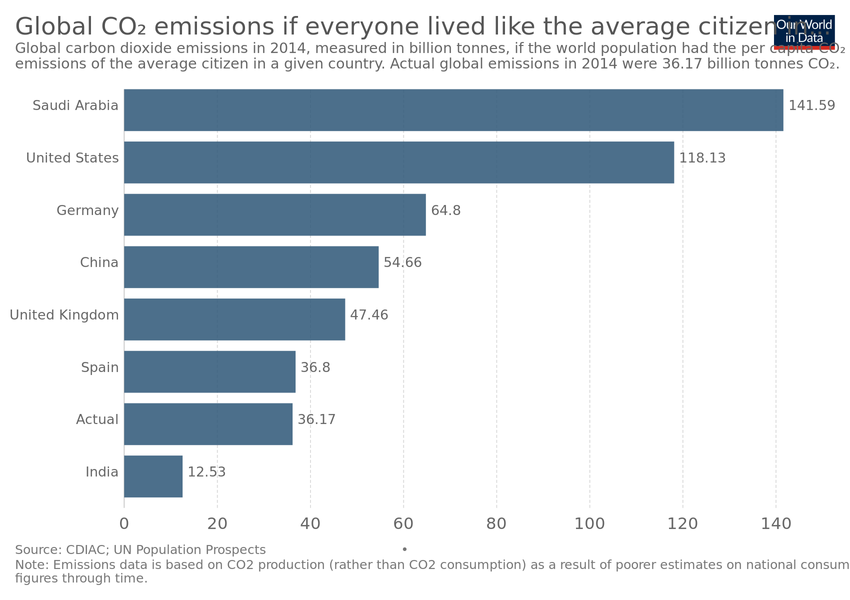 Global CO₂ emissions if everyone lived like the average citizen
Our World
in Data
Global carbon dioxide emissions in 2014, measured in billion tonnes, if the world population had the per capita CO₂
emissions of the average citizen in a given country. Actual global emissions in 2014 were 36.17 billion tonnes CO₂.
Saudi Arabia 141.59
United States 118.13
Germany 64.8
China 54.66
United Kingdom 47.46
Spain 36.8
Actual 36.17
India 12.53
0 20 40 60 80 100 120 140
Source: CDIAC; UN Population Prospects •
Note: Emissions data is based on CO2 production (rather than CO2 consumption) as a result of poorer estimates on national consum
figures through time.